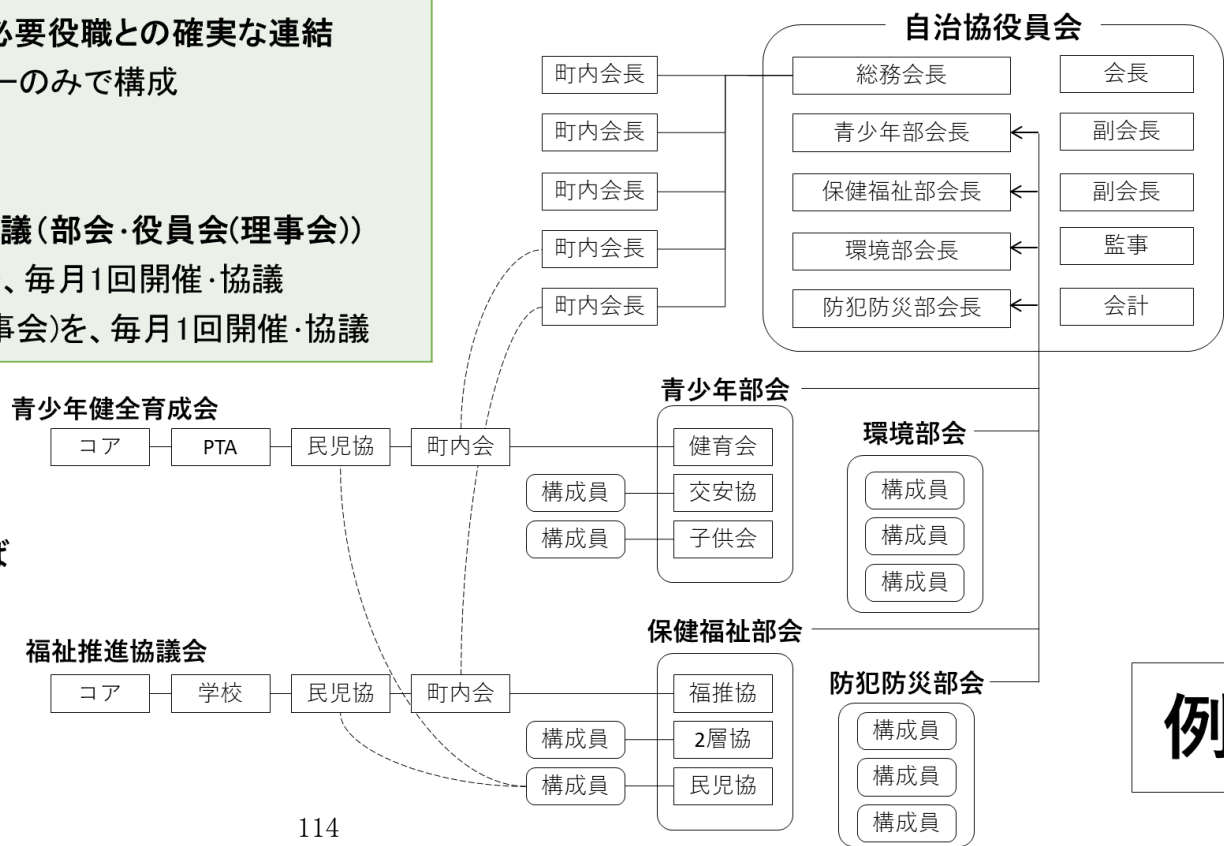 必要役職との確実な連結
ーのみで構成
議(部会・役員会(理事会))
、毎月1回開催・協議
事会)を、毎月1回開催・協議
自治協役員会
町内会長
総務会長
会長
町内会長
青少年部会長
副会長
町内会長
保健福祉部会長
副会長
町内会長
環境部会長
監事
町内会長
防犯防災部会長
会計
青少年健全育成会
コア
PTA
民児協
町内会
青少年部会
健育会
構成員
交安協
構成員
子供会
環境部会
構成員
構成員
構成員
ば
福祉推進協議会
コア
学校
民児協
町内会
保健福祉部会
福推協
構成員
2層協
構成員
民児協
防犯防災部会
構成員
構成員
構成員
例
114